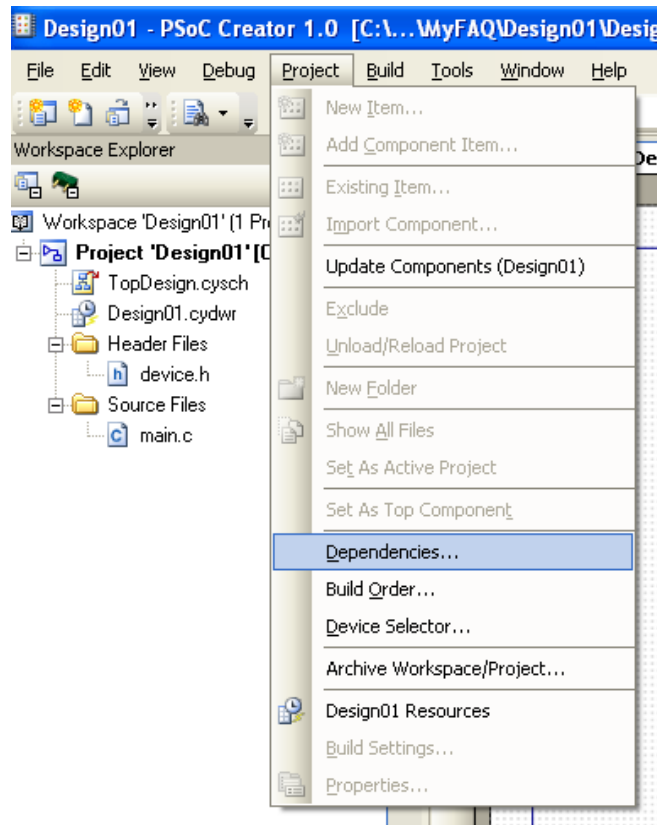 Design01 - PSoC Creator 1.0 [C:\...\MyFAQ\Design01\Desig
File Edit View Debug Project Build Tools Window Help
Workspace Explorer
Workspace 'Design01' (1 Pr
Project 'Design01' [C
TopDesign.cysch
Design01.cydwr
Header Files
device.h
Source Files
main.c
New Item...
Add Component Item...
Existing Item...
Import Component...
Update Components (Design01)
Exclude
Unload/Reload Project
New Folder
Show All Files
Set As Active Project
Set As Top Component
Dependencies...
Build Order...
Device Selector...
Archive Workspace/Project...
Design01 Resources
Build Settings...
Properties...